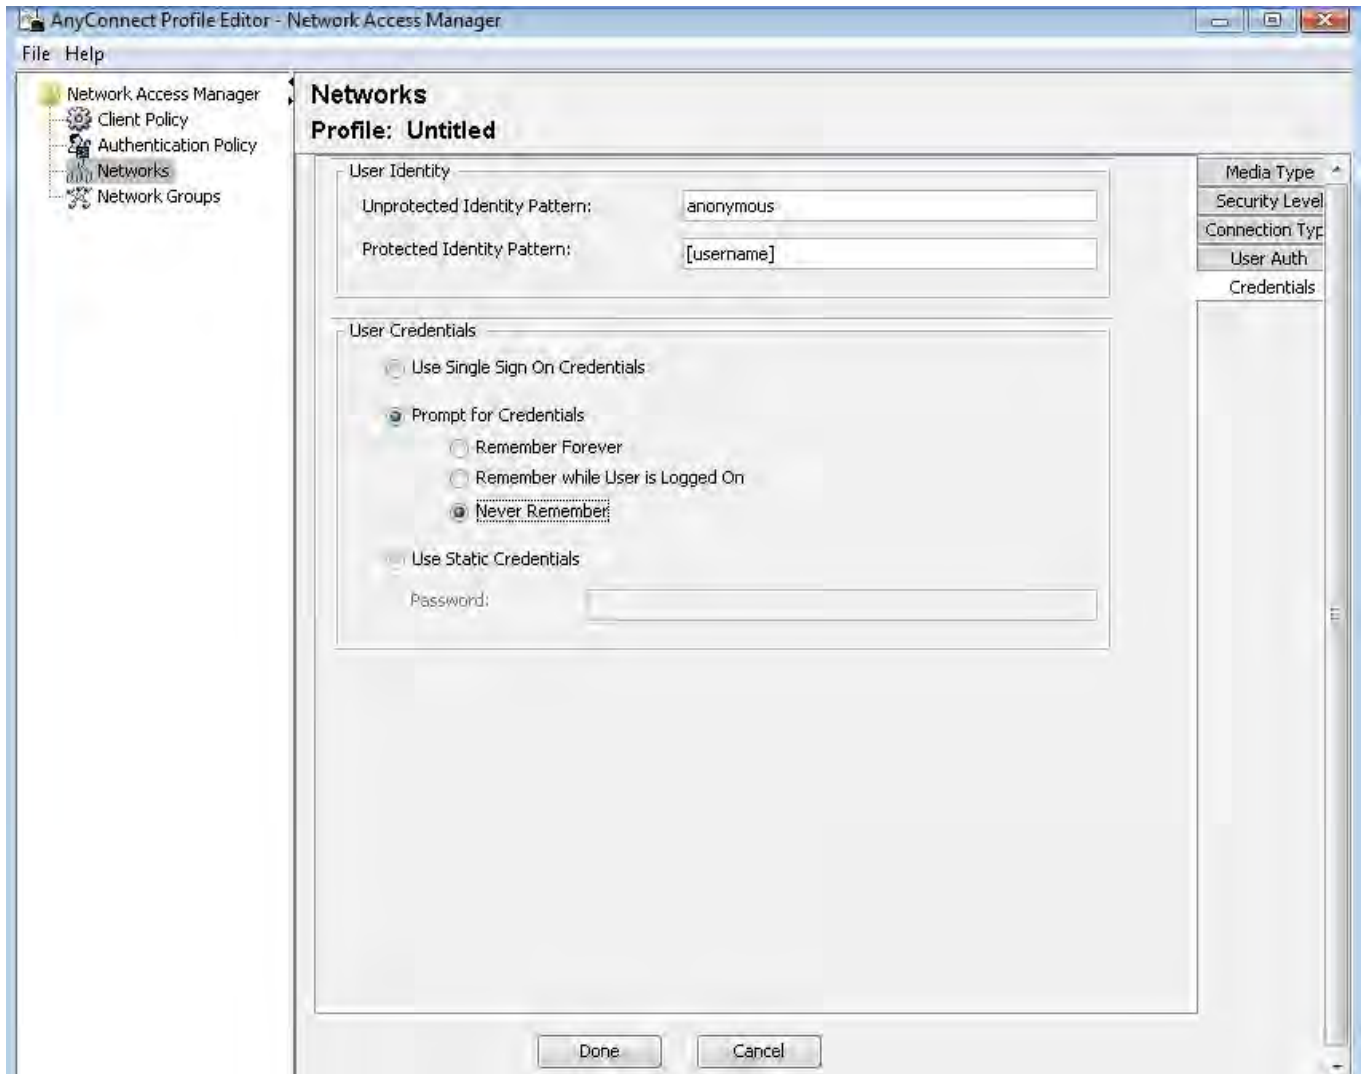 AnyConnect Profile Editor - Network Access Manager
File Help
Network Access Manager
Client Policy
Authentication Policy
Networks
Network Groups
Networks
Profile: Untitled
User Identity
Unprotected Identity Pattern: anonymous
Protected Identity Pattern: [username]
User Credentials
Use Single Sign On Credentials
Prompt for Credentials
Remember Forever
Remember while User is Logged On
Never Remember
Use Static Credentials
Password:
Media Type
Security Level
Connection Typ
User Auth
Credentials
Done Cancel